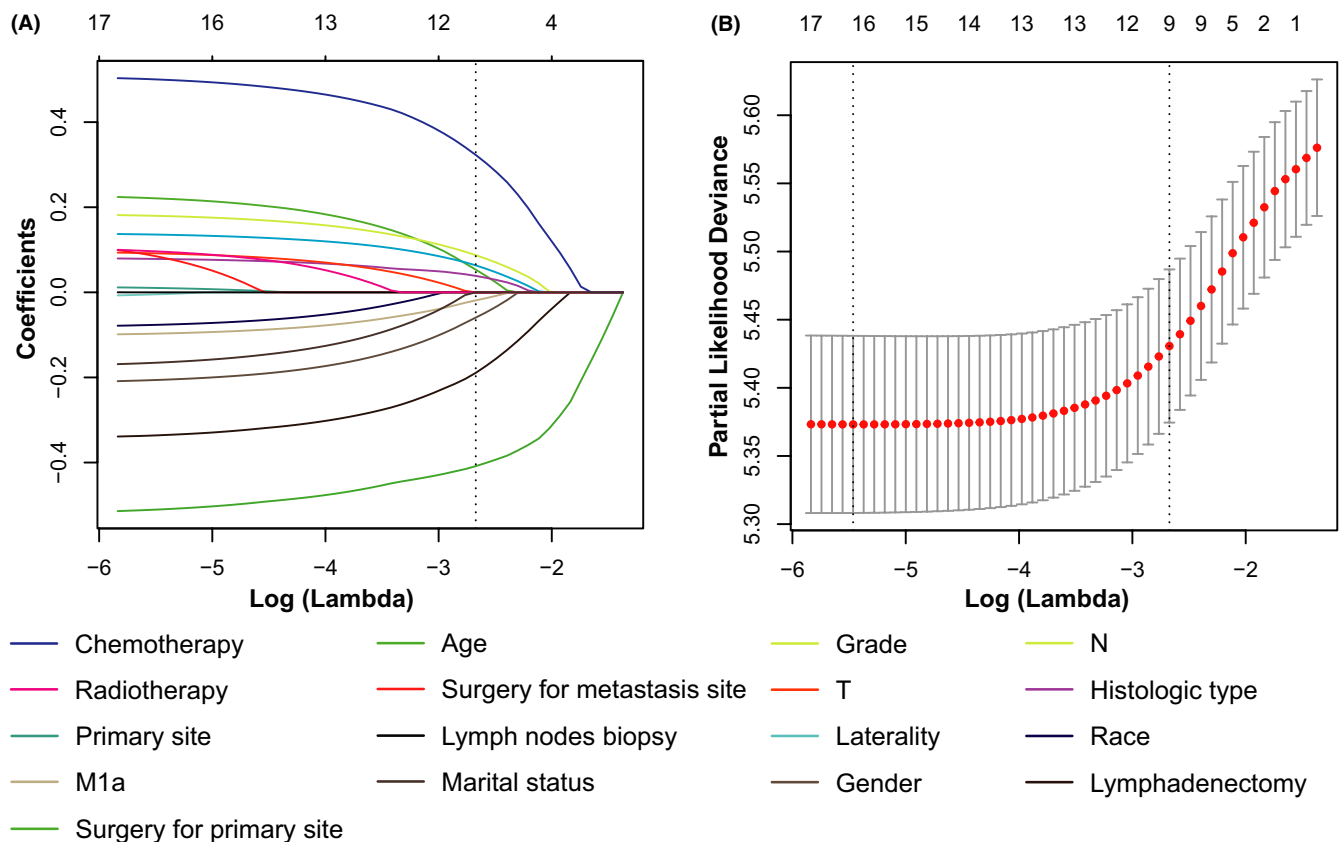 (A) 17 16 13 12 4
Coefficients
0.4
0.2
0.0
−0.2
−0.4
−6 −5 −4 −3 −2
Log (Lambda)
(B) 17 16 15 14 13 13 12 9 9 5 2 1
Partial Likelihood Deviance
5.60
5.55
5.50
5.45
5.40
5.35
5.30
−6 −5 −4 −3 −2
Log (Lambda)
Chemotherapy Age Grade N
Radiotherapy Surgery for metastasis site T Histologic type
Primary site Lymph nodes biopsy Laterality Race
M1a Marital status Gender Lymphadenectomy
Surgery for primary site